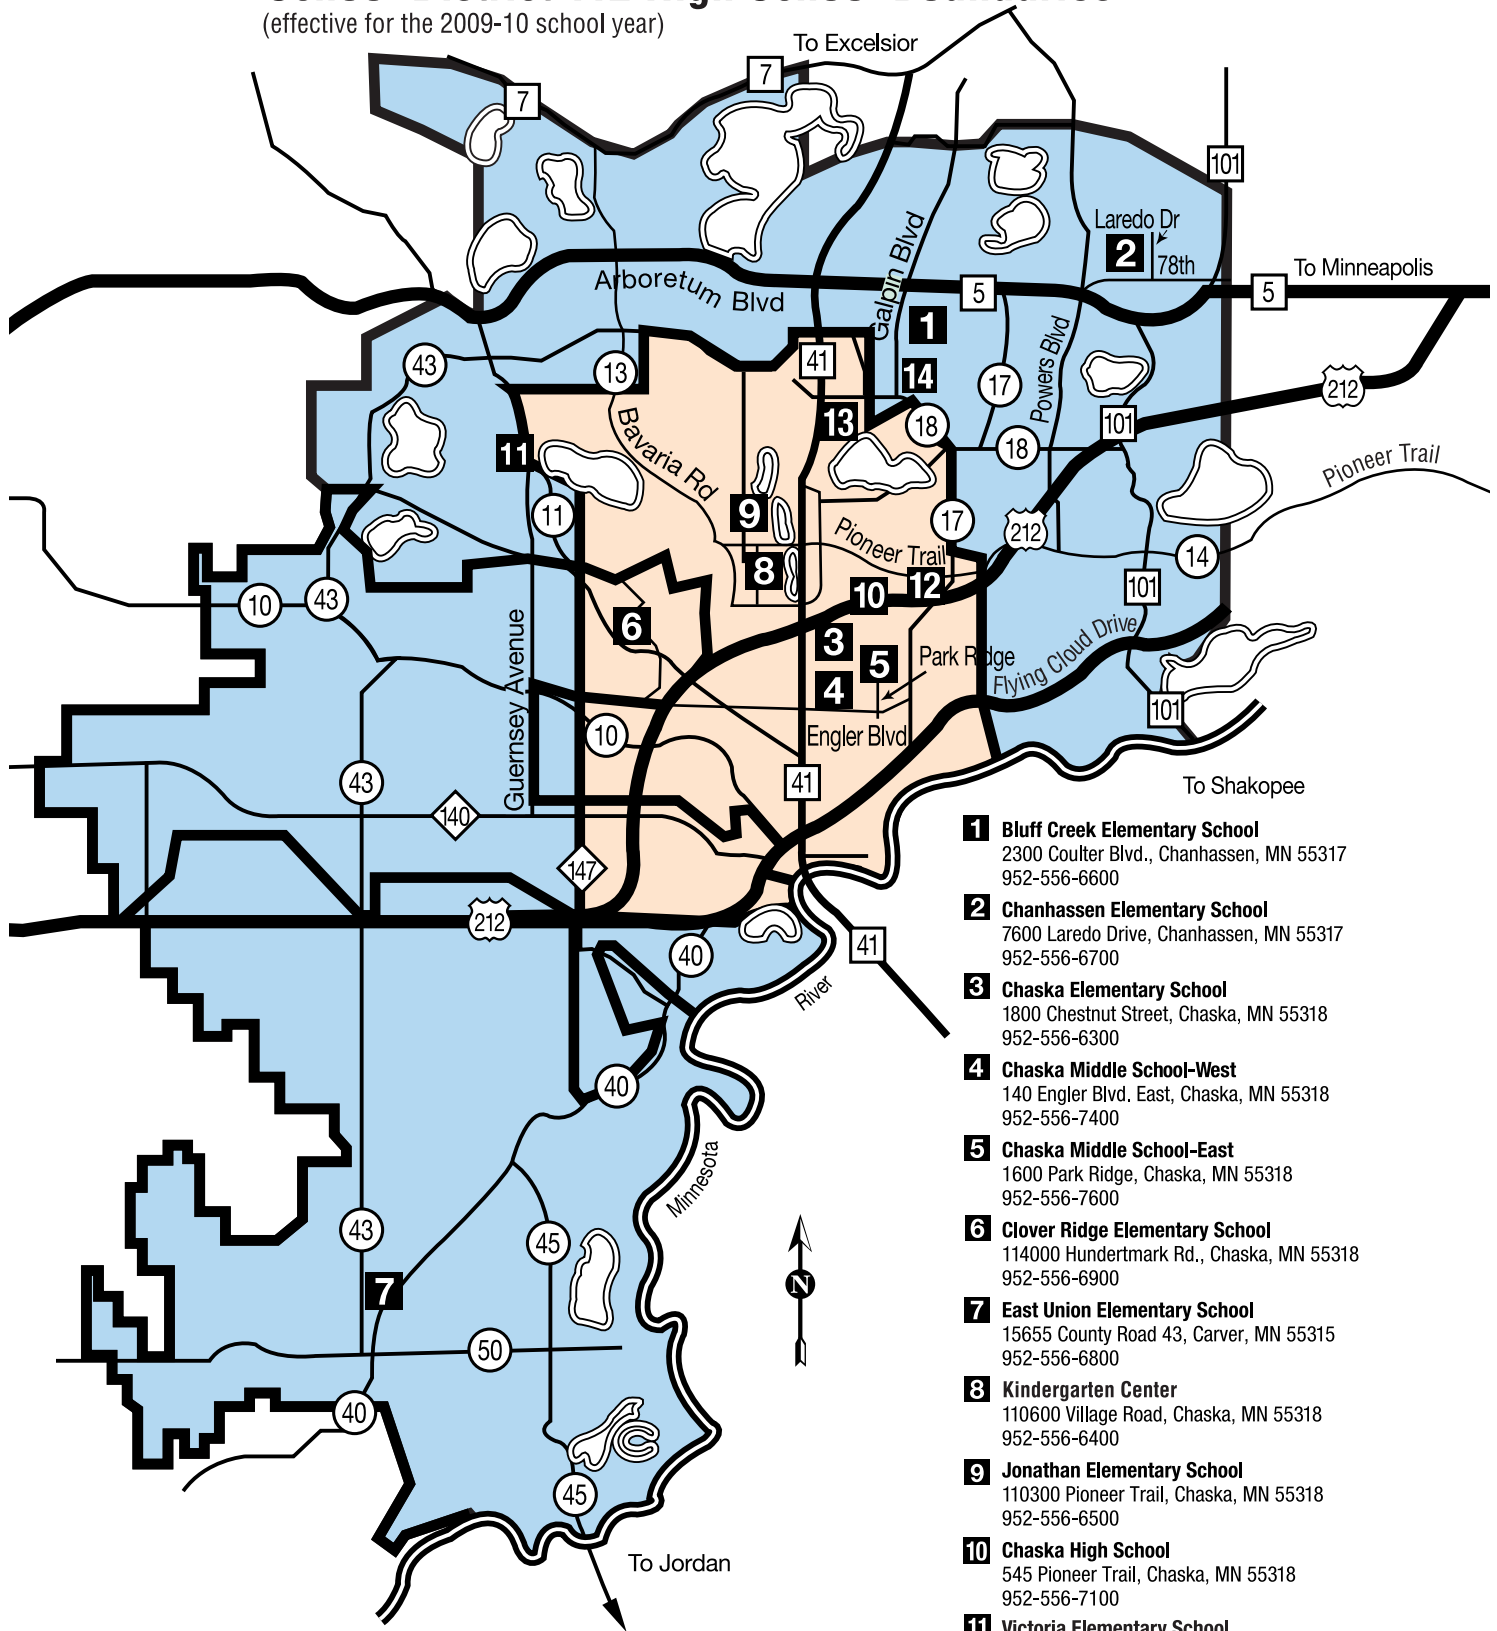 School District 112 High School Boundaries
(effective for the 2009-10 school year)
To Excelsior
7
7
101
Laredo Dr
2
78th
Galpin Blvd
To Minneapolis
Arboretum Blvd
5
5
1
Powers Blvd
41
43
13
14
17
212
Bavaria Rd
13
18
101
11
18
Pioneer Trail
9
11
17
212
Pioneer Trail
14
8
12
10
43
10
101
6
3
Guernsey Avenue
5
Park Ridge
Flying Cloud Drive
4
101
10
Engler Blvd
43
41
To Shakopee
140
147
212
40
41
River
40
Minnesota
43
45
7
N
50
40
45
To Jordan
1 Bluff Creek Elementary School
2300 Coulter Blvd., Chanhassen, MN 55317
952-556-6600
2 Chanhassen Elementary School
7600 Laredo Drive, Chanhassen, MN 55317
952-556-6700
3 Chaska Elementary School
1800 Chestnut Street, Chaska, MN 55318
952-556-6300
4 Chaska Middle School-West
140 Engler Blvd. East, Chaska, MN 55318
952-556-7400
5 Chaska Middle School-East
1600 Park Ridge, Chaska, MN 55318
952-556-7600
6 Clover Ridge Elementary School
114000 Hundertmark Rd., Chaska, MN 55318
952-556-6900
7 East Union Elementary School
15655 County Road 43, Carver, MN 55315
952-556-6800
8 Kindergarten Center
110600 Village Road, Chaska, MN 55318
952-556-6400
9 Jonathan Elementary School
110300 Pioneer Trail, Chaska, MN 55318
952-556-6500
10 Chaska High School
545 Pioneer Trail, Chaska, MN 55318
952-556-7100
11 Victoria Elementary School